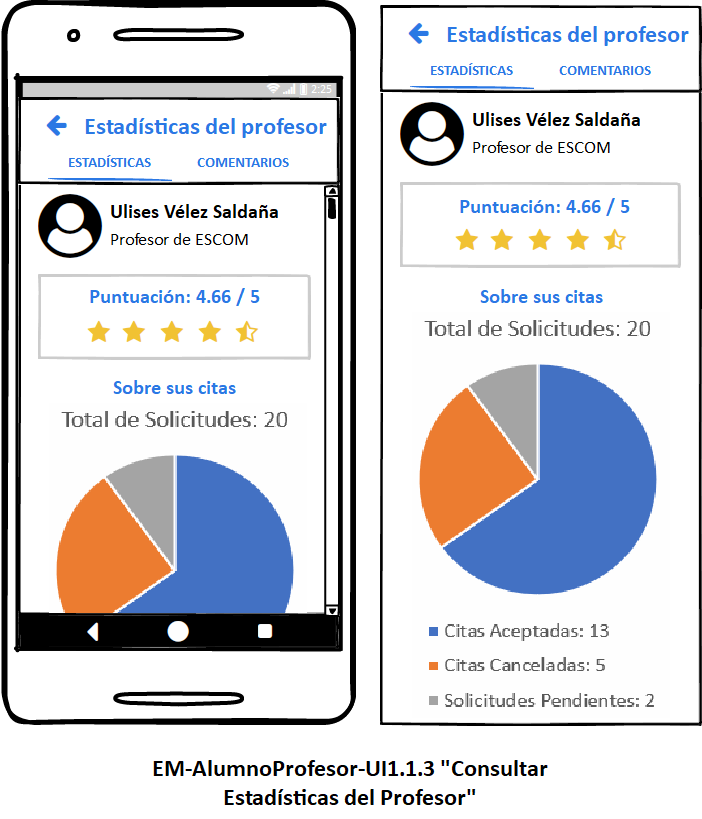 2:25
Estadísticas del profesor
ESTADÍSTICAS COMENTARIOS
Ulises Vélez Saldaña
Profesor de ESCOM
Puntuación: 4.66 / 5
Sobre sus citas
Total de Solicitudes: 20
Estadísticas del profesor
ESTADÍSTICAS COMENTARIOS
Ulises Vélez Saldaña
Profesor de ESCOM
Puntuación: 4.66 / 5
Sobre sus citas
Total de Solicitudes: 20
Citas Aceptadas: 13
Citas Canceladas: 5
Solicitudes Pendientes: 2
EM-AlumnoProfesor-UI1.1.3 "Consultar
Estadísticas del Profesor"